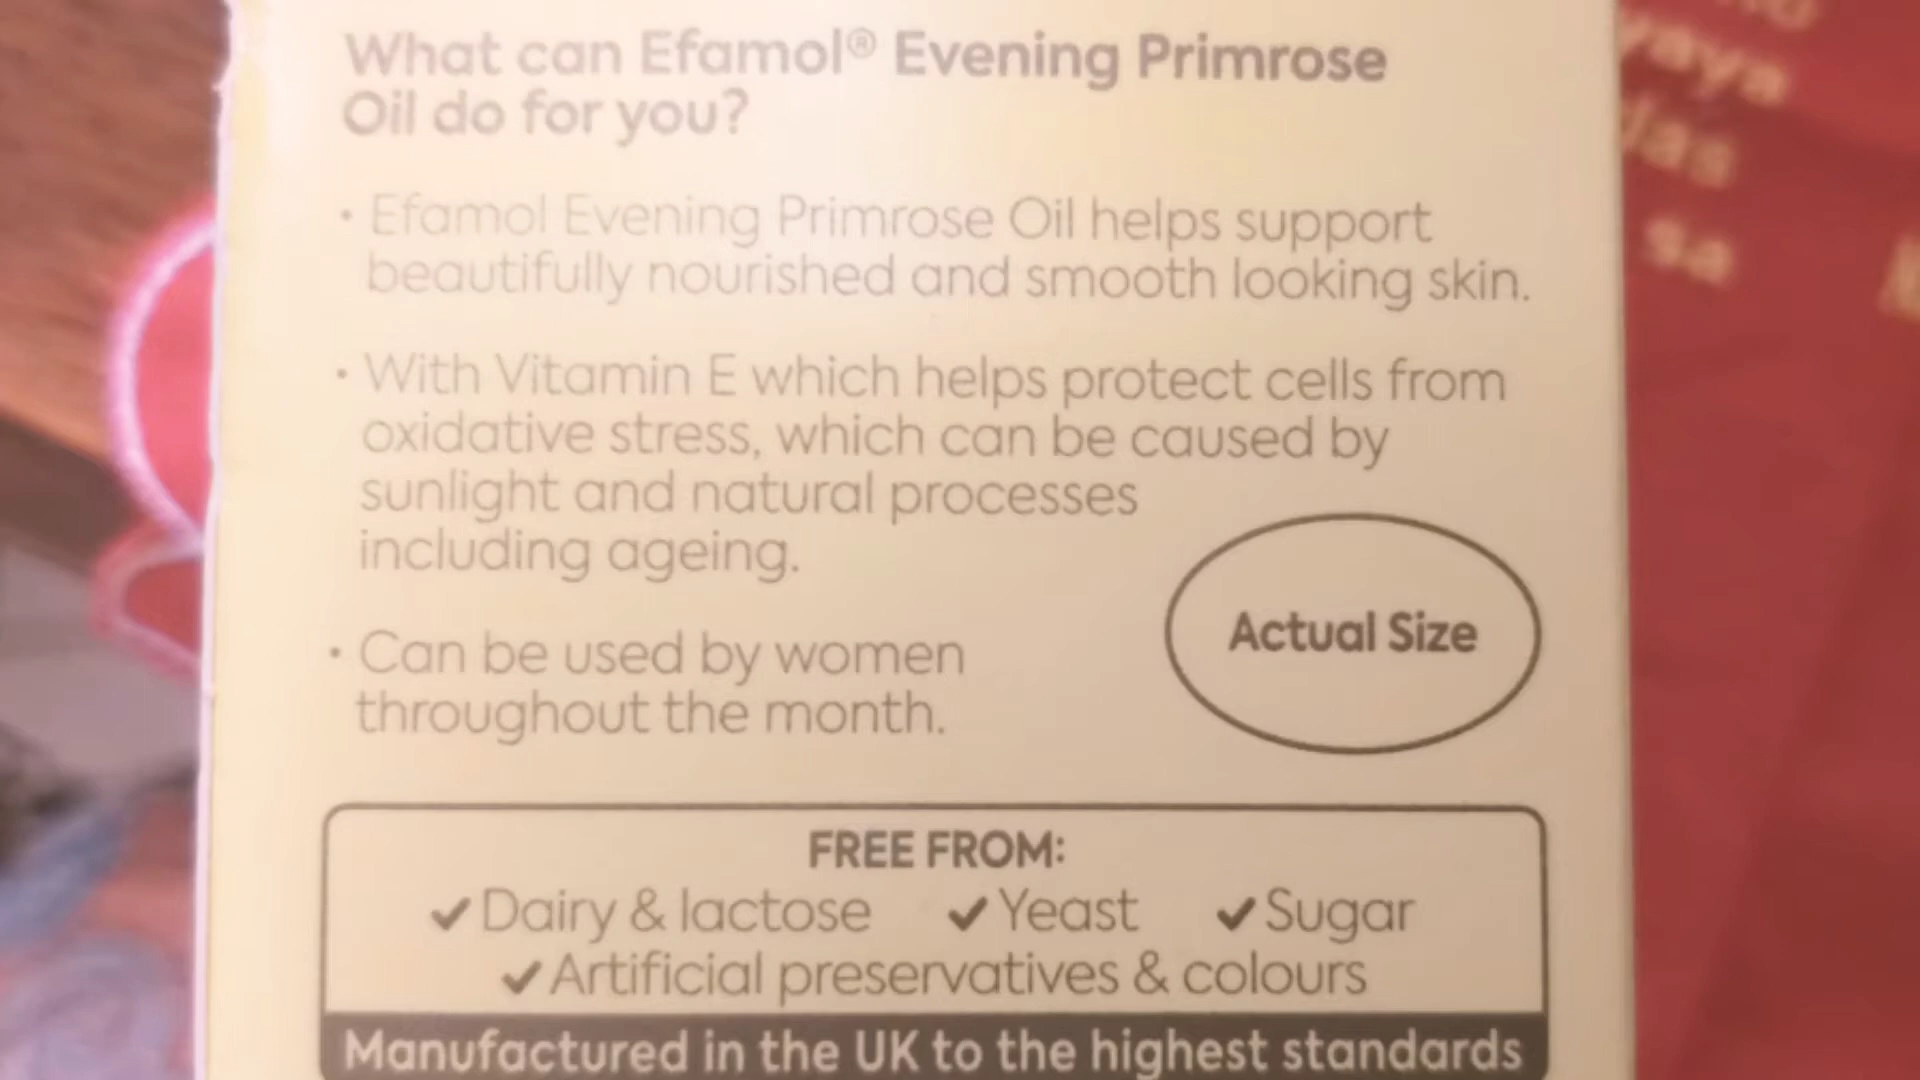 What can Efamol® Evening Primrose
Oil do for you?
• Efamol Evening Primrose Oil helps support
beautifully nourished and smooth looking skin.
• With Vitamin E which helps protect cells from
oxidative stress, which can be caused by
sunlight and natural processes
including ageing.
Actual Size
• Can be used by women
throughout the month.
FREE FROM:
✔ Dairy & lactose ✔ Yeast ✔ Sugar
✔ Artificial preservatives & colours
Manufactured in the UK to the highest standards
sa